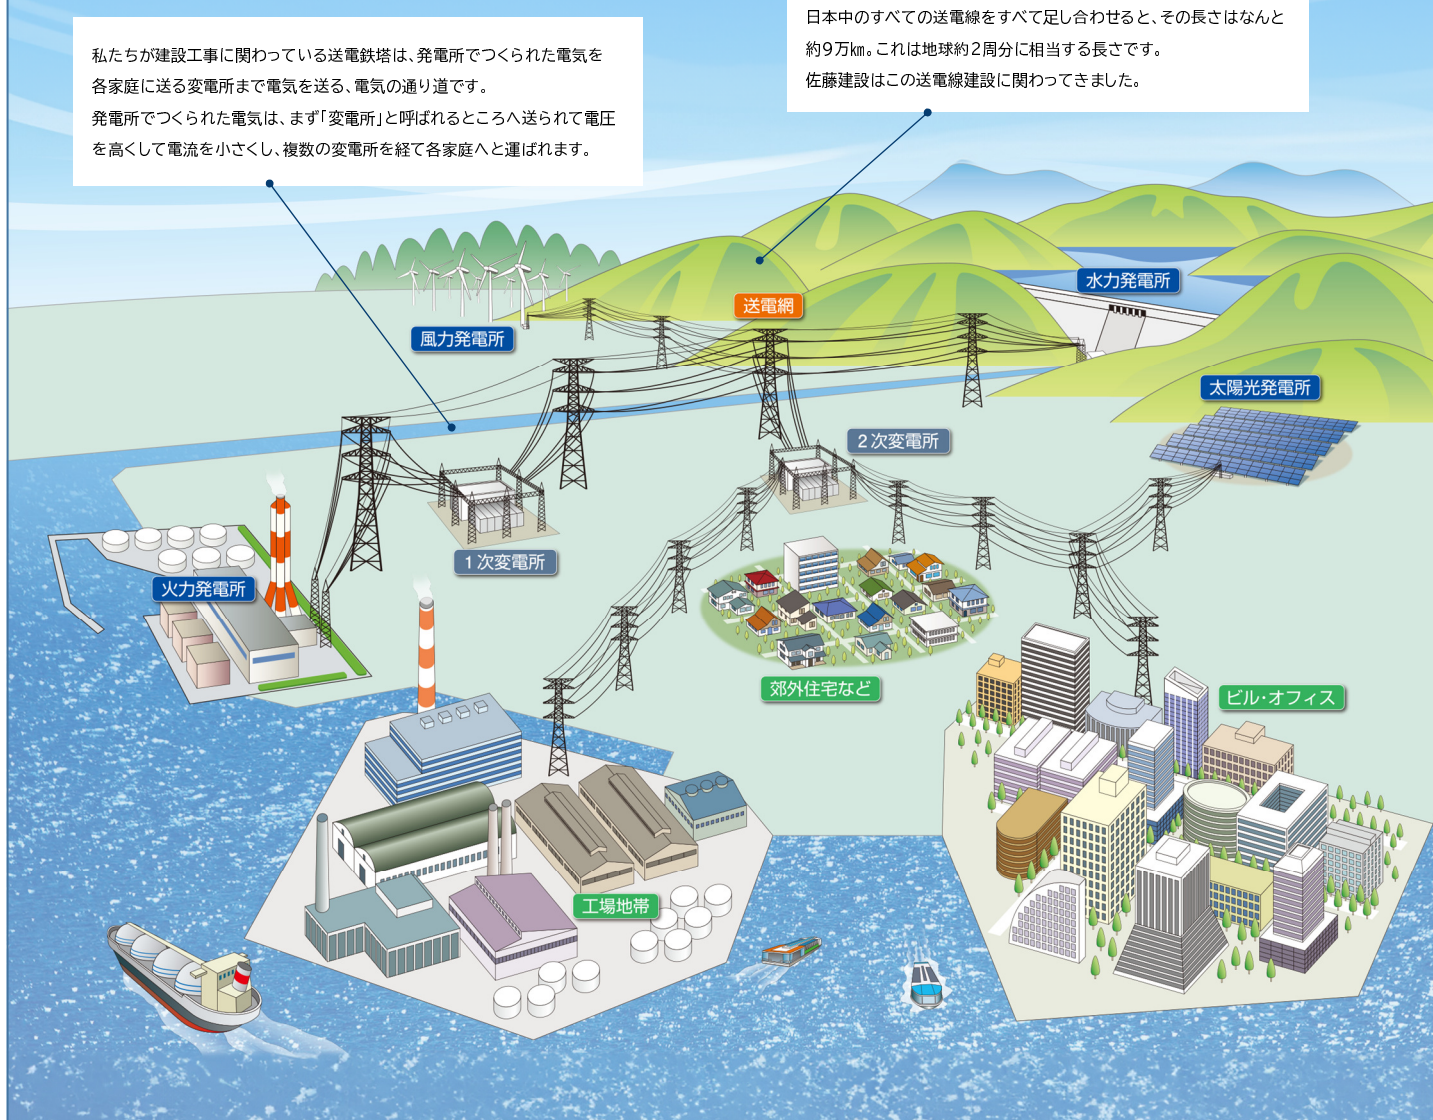 日本中のすべての送電線をすべて足し合わせると、その長さはなんと
約9万㎞。これは地球約2周分に相当する長さです。
佐藤建設はこの送電線建設に関わってきました。
私たちが建設工事に関わっている送電鉄塔は、発電所でつくられた電気を
各家庭に送る変電所まで電気を送る、電気の通り道です。
発電所でつくられた電気は、まず「変電所」と呼ばれるところへ送られて電圧
を高くして電流を小さくし、複数の変電所を経て各家庭へと運ばれます。
水力発電所
送電網
風力発電所
太陽光発電所
2次変電所
1次変電所
火力発電所
郊外住宅など
ビル・オフィス
工場地帯